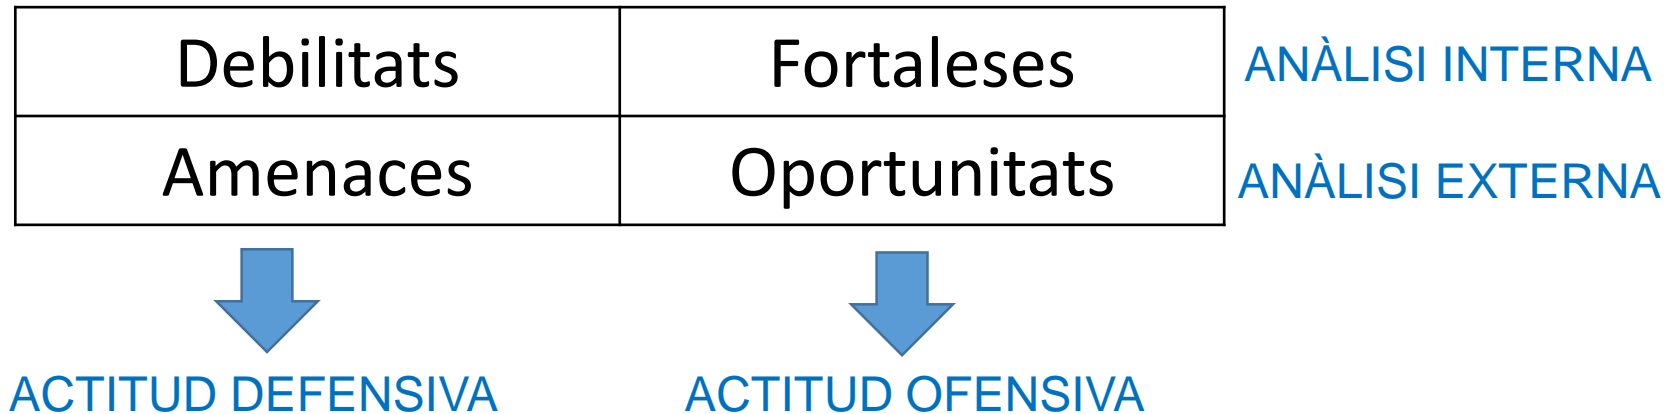 Debilitats Fortaleses ANÀLISI INTERNA
Amenaces Oportunitats ANÀLISI EXTERNA
ACTITUD DEFENSIVA ACTITUD OFENSIVA